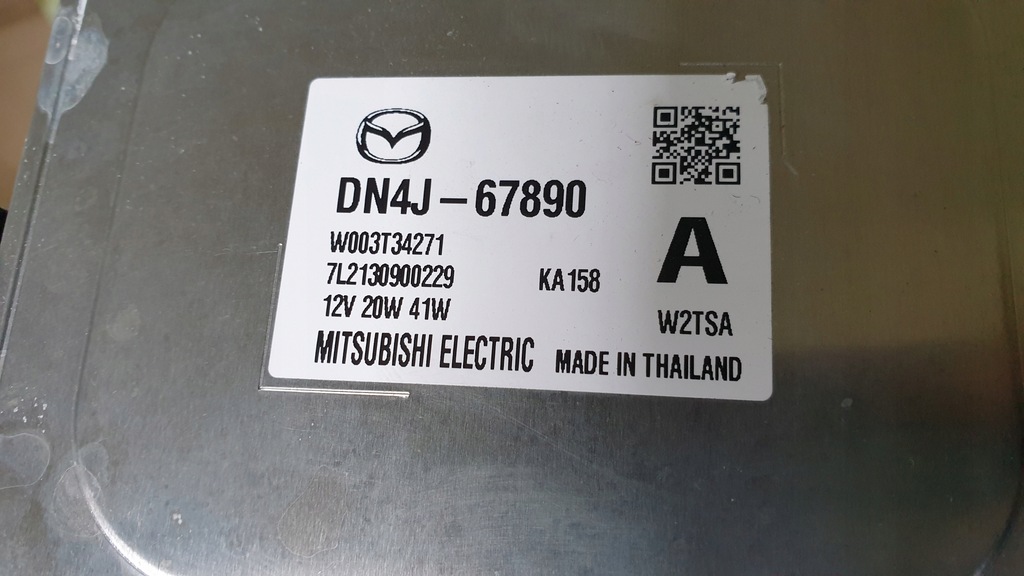 DN4J-67890
A
W003T34271
7L2130900229 KA158
12V 20W 41W
W2TSA
MITSUBISHI ELECTRIC MADE IN THAILAND